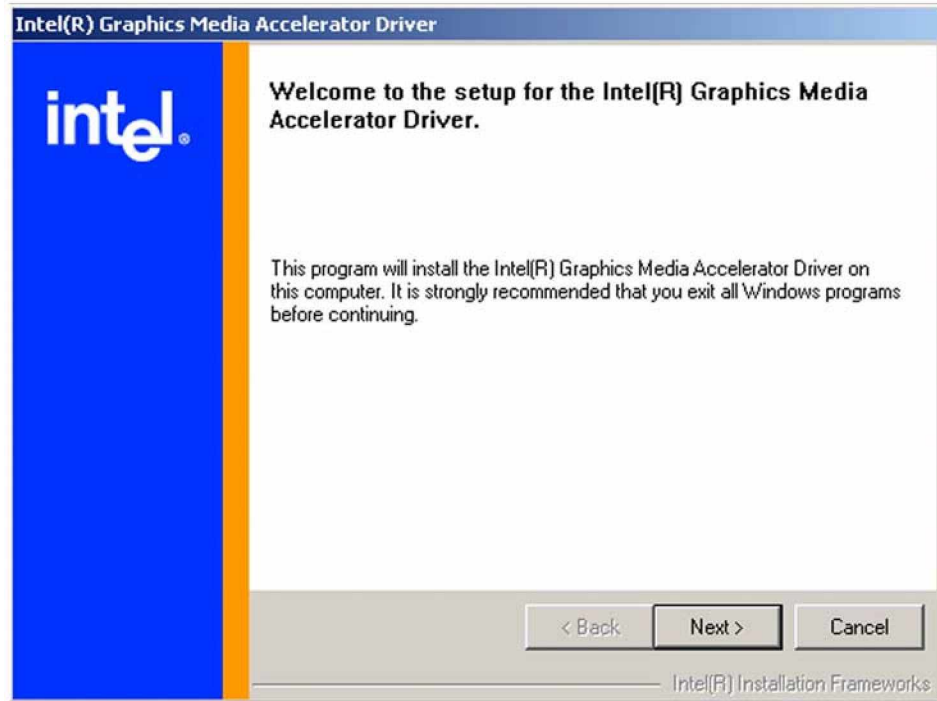 Intel(R) Graphics Media Accelerator Driver
intel®
Welcome to the setup for the Intel(R) Graphics Media
Accelerator Driver.
This program will install the Intel(R) Graphics Media Accelerator Driver on
this computer. It is strongly recommended that you exit all Windows programs
before continuing.
< Back
Next >
Cancel
Intel(R) Installation Frameworks